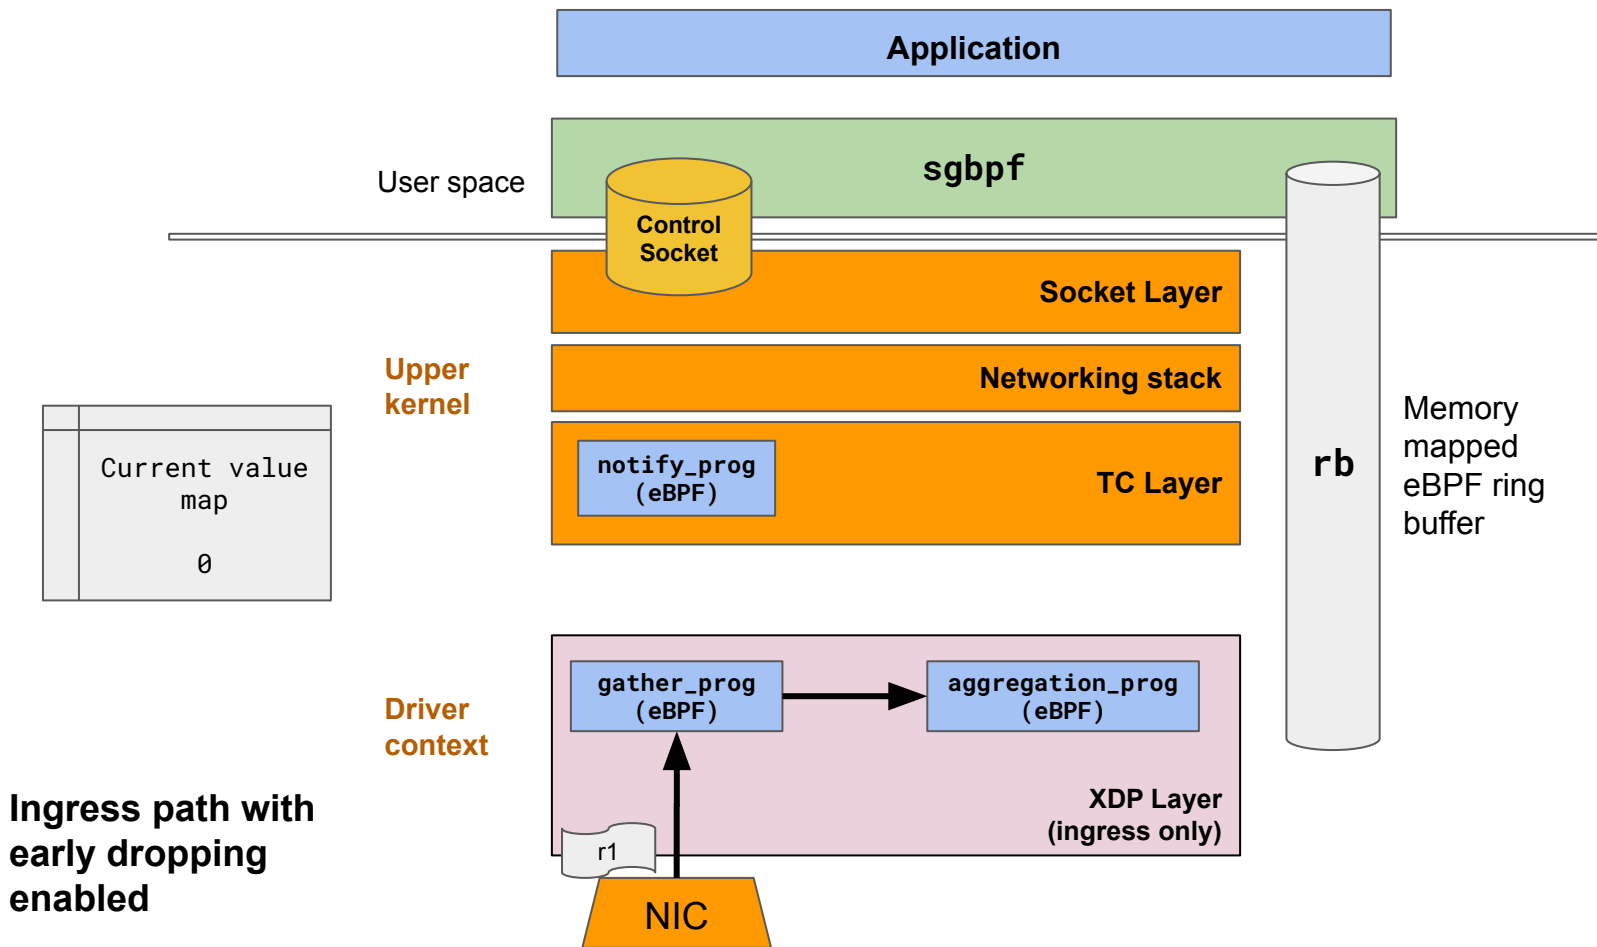 Application
sgbpf
User space
Control
Socket
Socket Layer
Upper
kernel
Networking stack
Current value
map
0
notify_prog
(eBPF)
TC Layer
rb
Memory
mapped
eBPF ring
buffer
Driver
context
gather_prog
(eBPF)
aggregation_prog
(eBPF)
XDP Layer
(ingress only)
Ingress path with
early dropping
enabled
r1
NIC